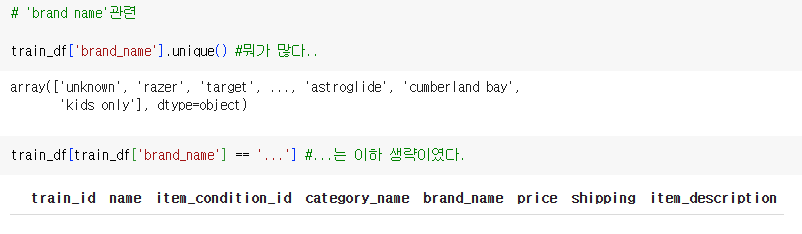 # 'brand name'관련
train_df['brand_name'].unique() #뭐가 많다..
array(['unknown', 'razer', 'target', ..., 'astroglide', 'cumberland bay',
'kids only'], dtype=object)
train_df[train_df['brand_name'] == '...'] #...는 이하 생략이였다.
train_id name item_condition_id category_name brand_name price shipping item_description